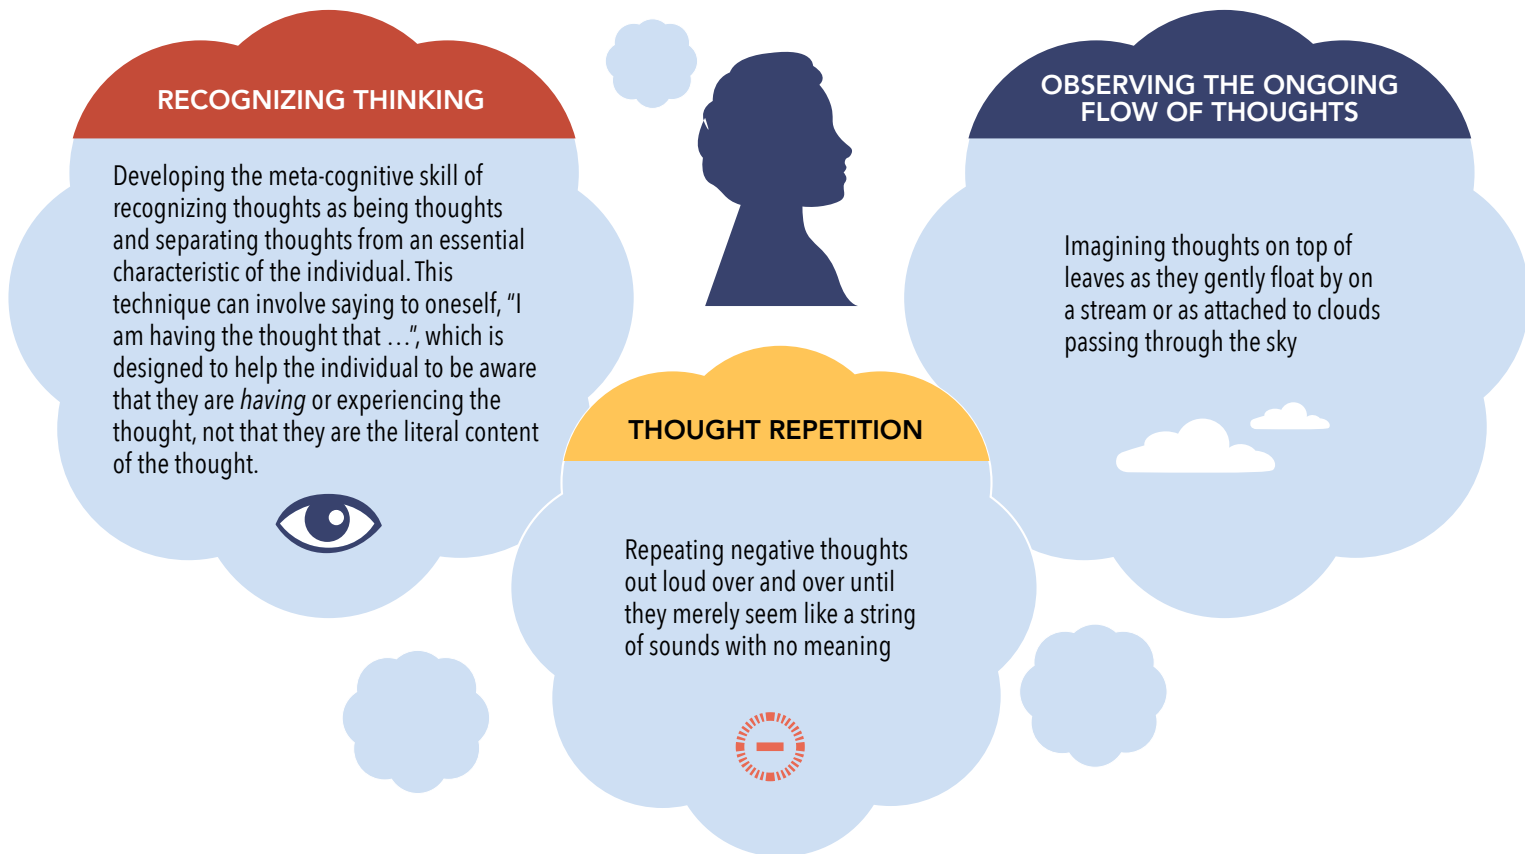 RECOGNIZING THINKING
Developing the meta-cognitive skill of
recognizing thoughts as being thoughts
and separating thoughts from an essential
characteristic of the individual. This
technique can involve saying to oneself, "I
am having the thought that …", which is
designed to help the individual to be aware
that they are having or experiencing the
thought, not that they are the literal content
of the thought.
THOUGHT REPETITION
Repeating negative thoughts
out loud over and over until
they merely seem like a string
of sounds with no meaning
OBSERVING THE ONGOING
FLOW OF THOUGHTS
Imagining thoughts on top of
leaves as they gently float by on
a stream or as attached to clouds
passing through the sky